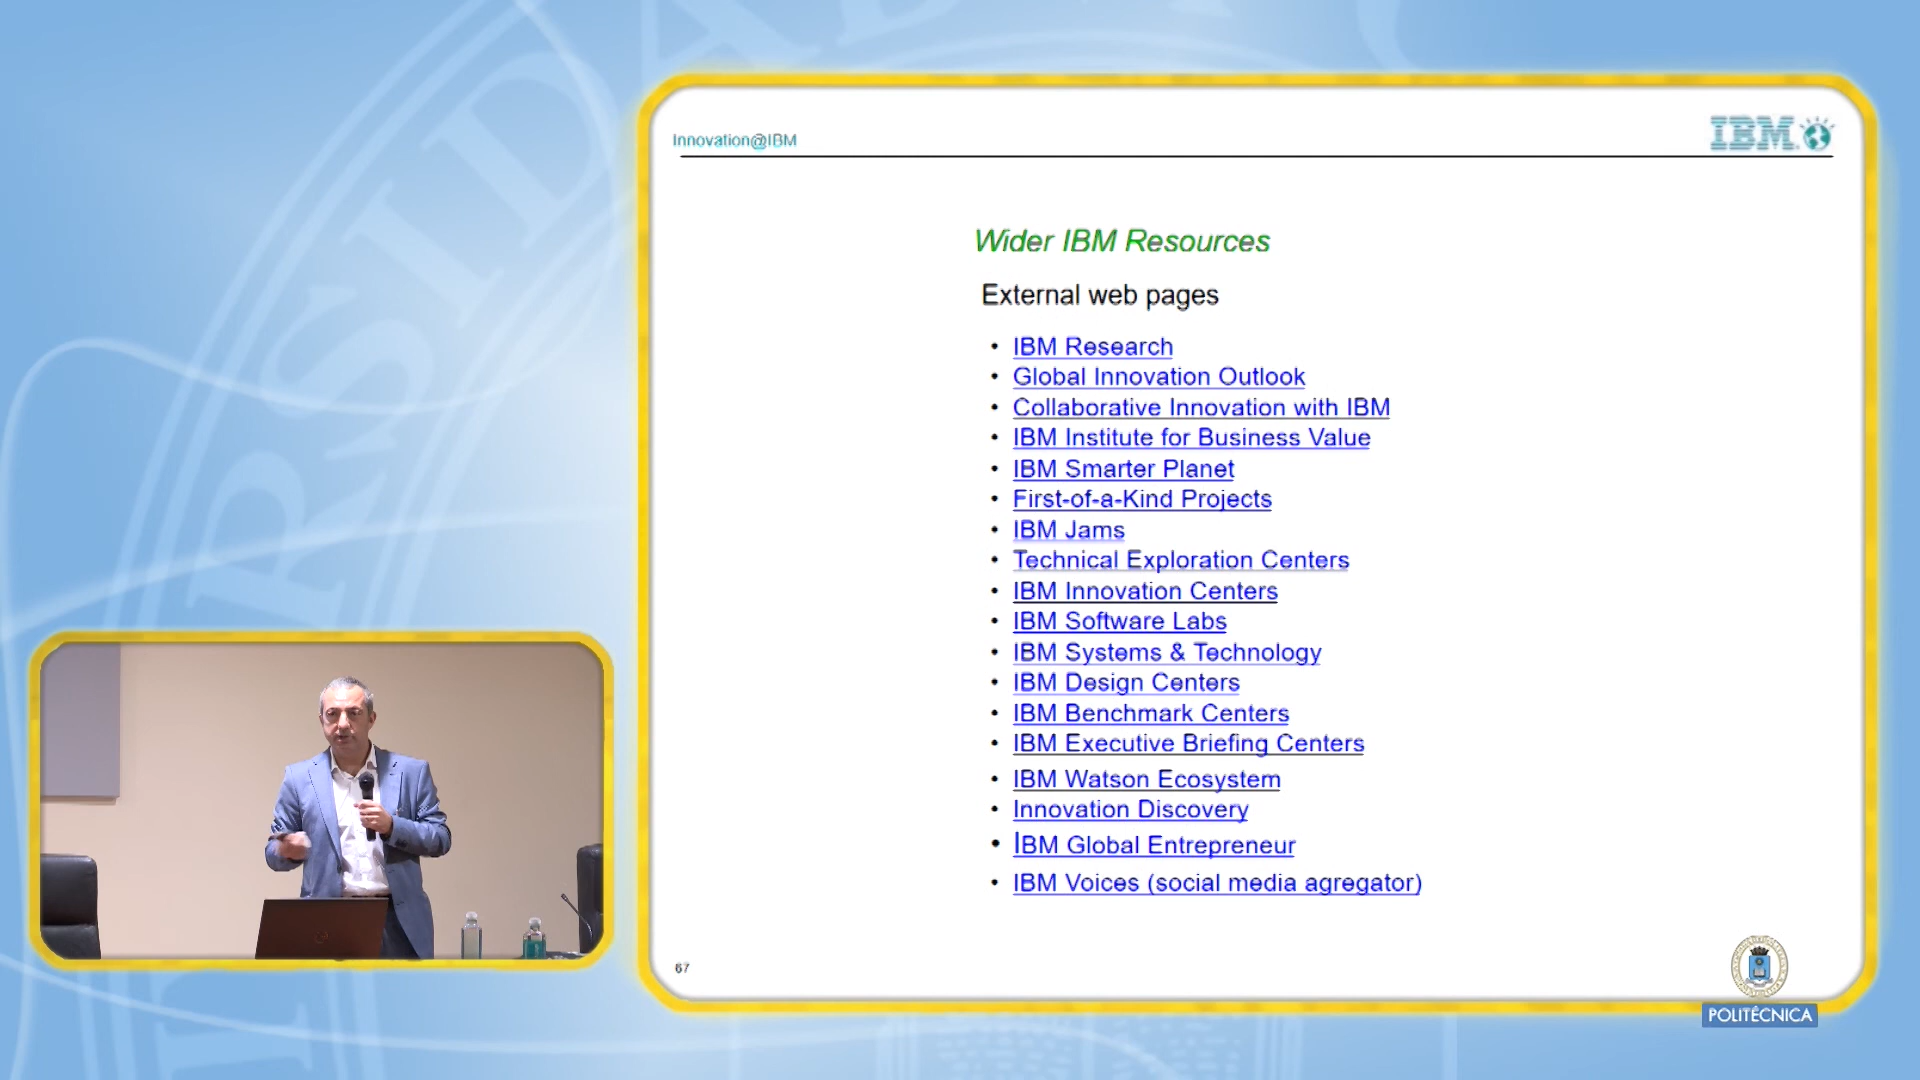 Innovation@IBM
IBM
Wider IBM Resources
External web pages
• IBM Research
• Global Innovation Outlook
• Collaborative Innovation with IBM
• IBM Institute for Business Value
• IBM Smarter Planet
• First-of-a-Kind Projects
• IBM Jams
• Technical Exploration Centers
• IBM Innovation Centers
• IBM Software Labs
• IBM Systems & Technology
• IBM Design Centers
• IBM Benchmark Centers
• IBM Executive Briefing Centers
• IBM Watson Ecosystem
• Innovation Discovery
• IBM Global Entrepreneur
• IBM Voices (social media agregator)
67
POLITÉCNICA